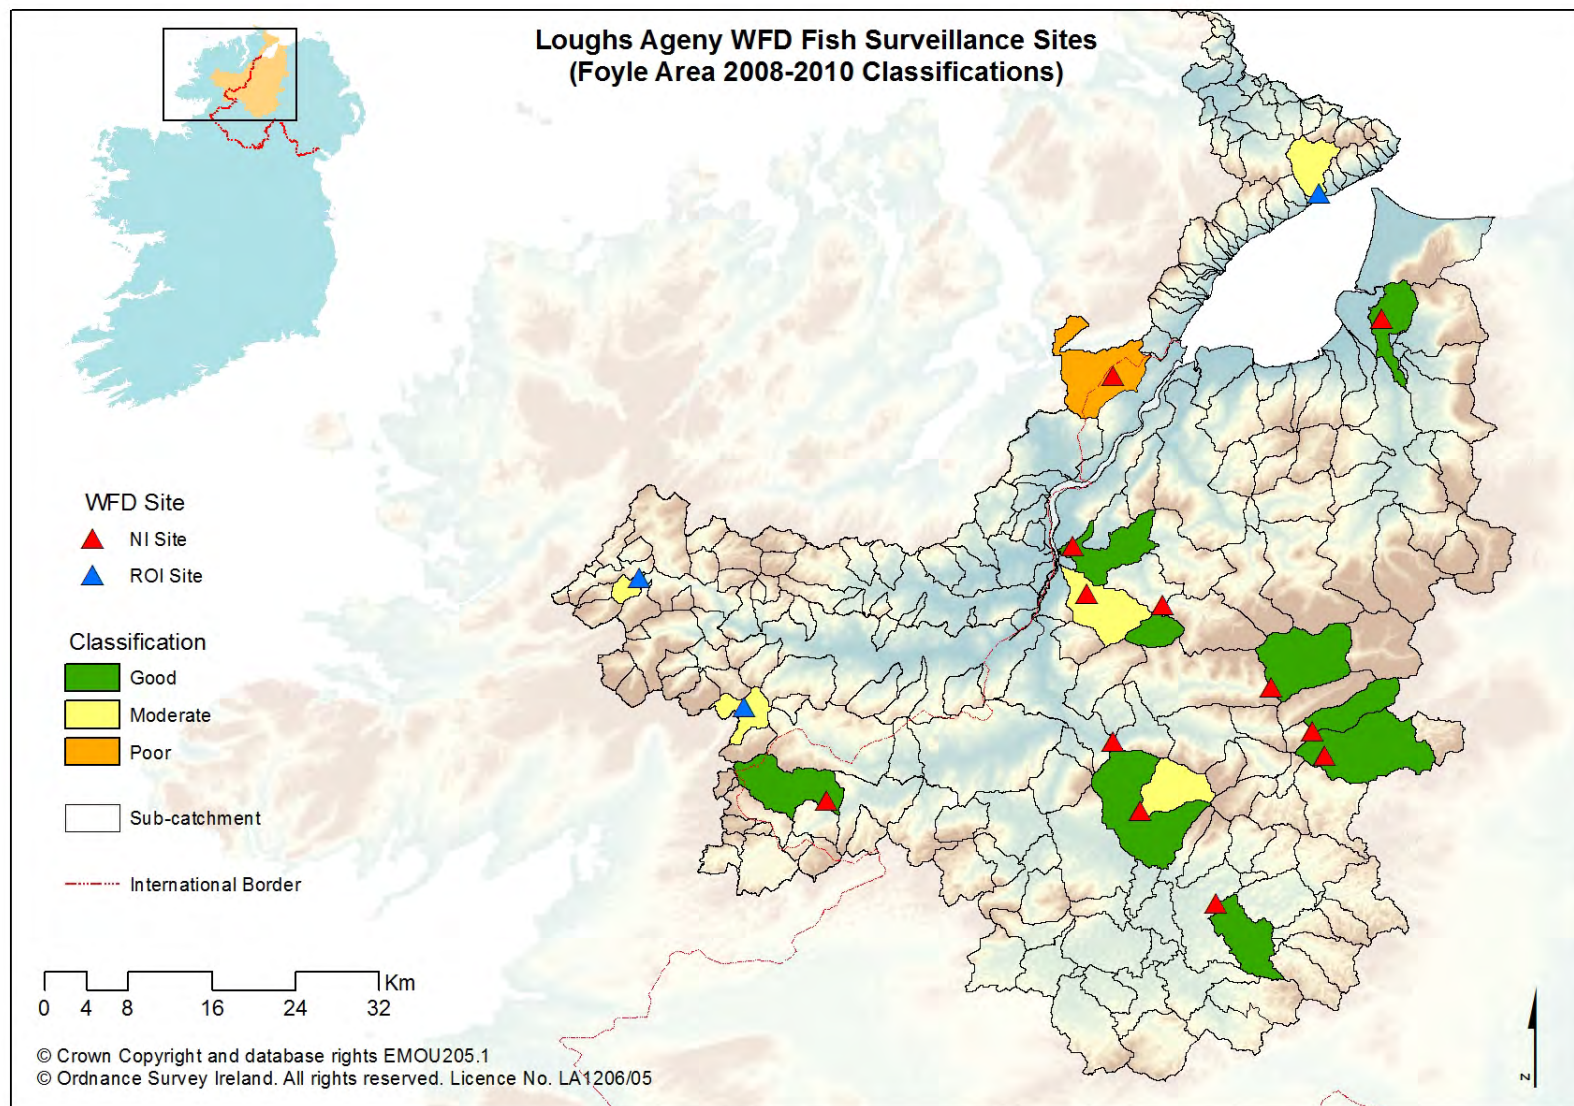 Loughs Ageny WFD Fish Surveillance Sites
(Foyle Area 2008-2010 Classifications)
WFD Site
NI Site
ROI Site
Classification
Good
Moderate
Poor
Sub-catchment
International Border
Km
0 4 8 16 24 32
© Crown Copyright and database rights EMOU205.1
© Ordnance Survey Ireland. All rights reserved. Licence No. LA1206/05
N